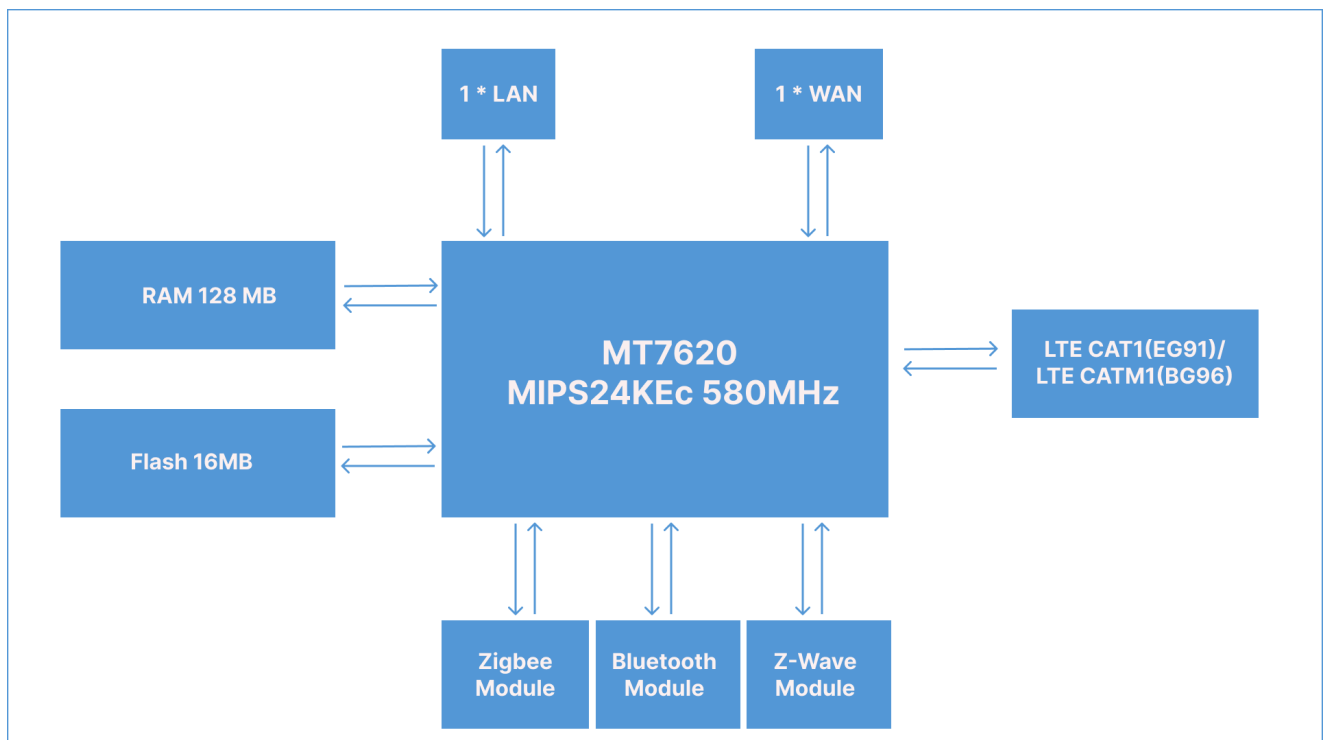 1 * LAN
1 * WAN
RAM 128 MB
MT7620
MIPS24KEc 580MHz
LTE CAT1(EG91)/
LTE CATM1(BG96)
Flash 16MB
Zigbee
Module
Bluetooth
Module
Z-Wave
Module